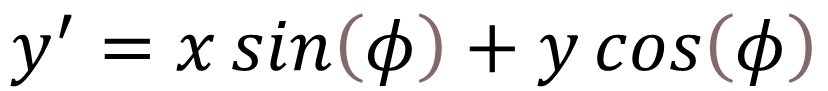 y′ = x sin(ϕ) + y cos(ϕ)